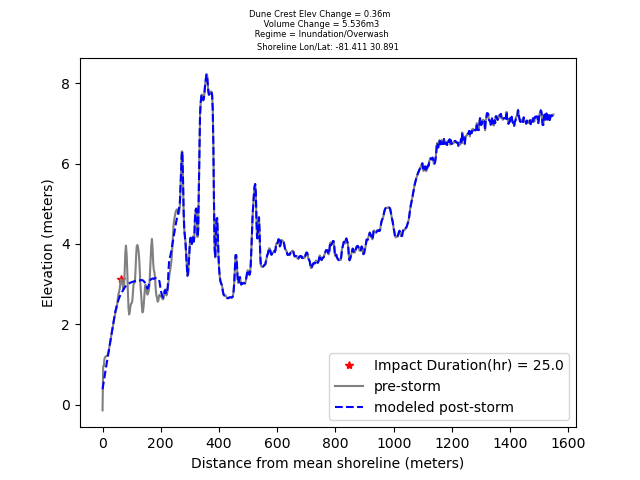 Dune Crest Elev Change = 0.36m
Volume Change = 5.536m3
Regime = Inundation/Overwash
Shoreline Lon/Lat: -81.411 30.891
8
6
4
2
0
Elevation (meters)
Impact Duration(hr) = 25.0
pre-storm
modeled post-storm
0 200 400 600 800 1000 1200 1400 1600
Distance from mean shoreline (meters)